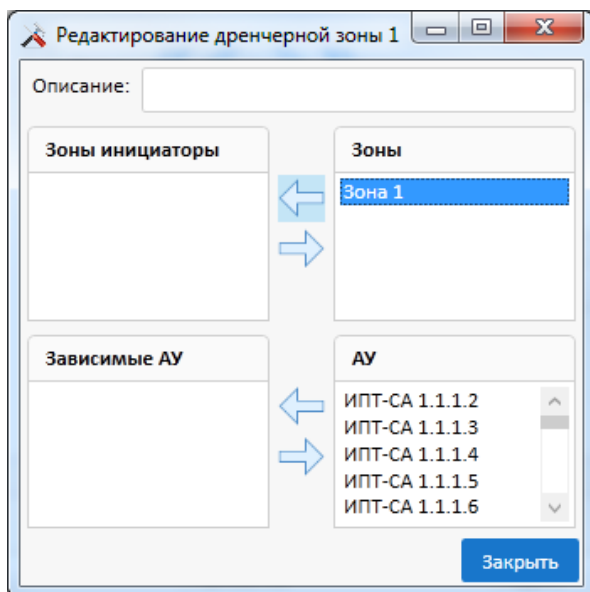 Редактирование дренчерной зоны 1
Описание:
Зоны инициаторы
Зоны
Зона 1
Зависимые АУ
АУ
ИПТ-СА 1.1.1.2
ИПТ-СА 1.1.1.3
ИПТ-СА 1.1.1.4
ИПТ-СА 1.1.1.5
ИПТ-СА 1.1.1.6
Закрыть